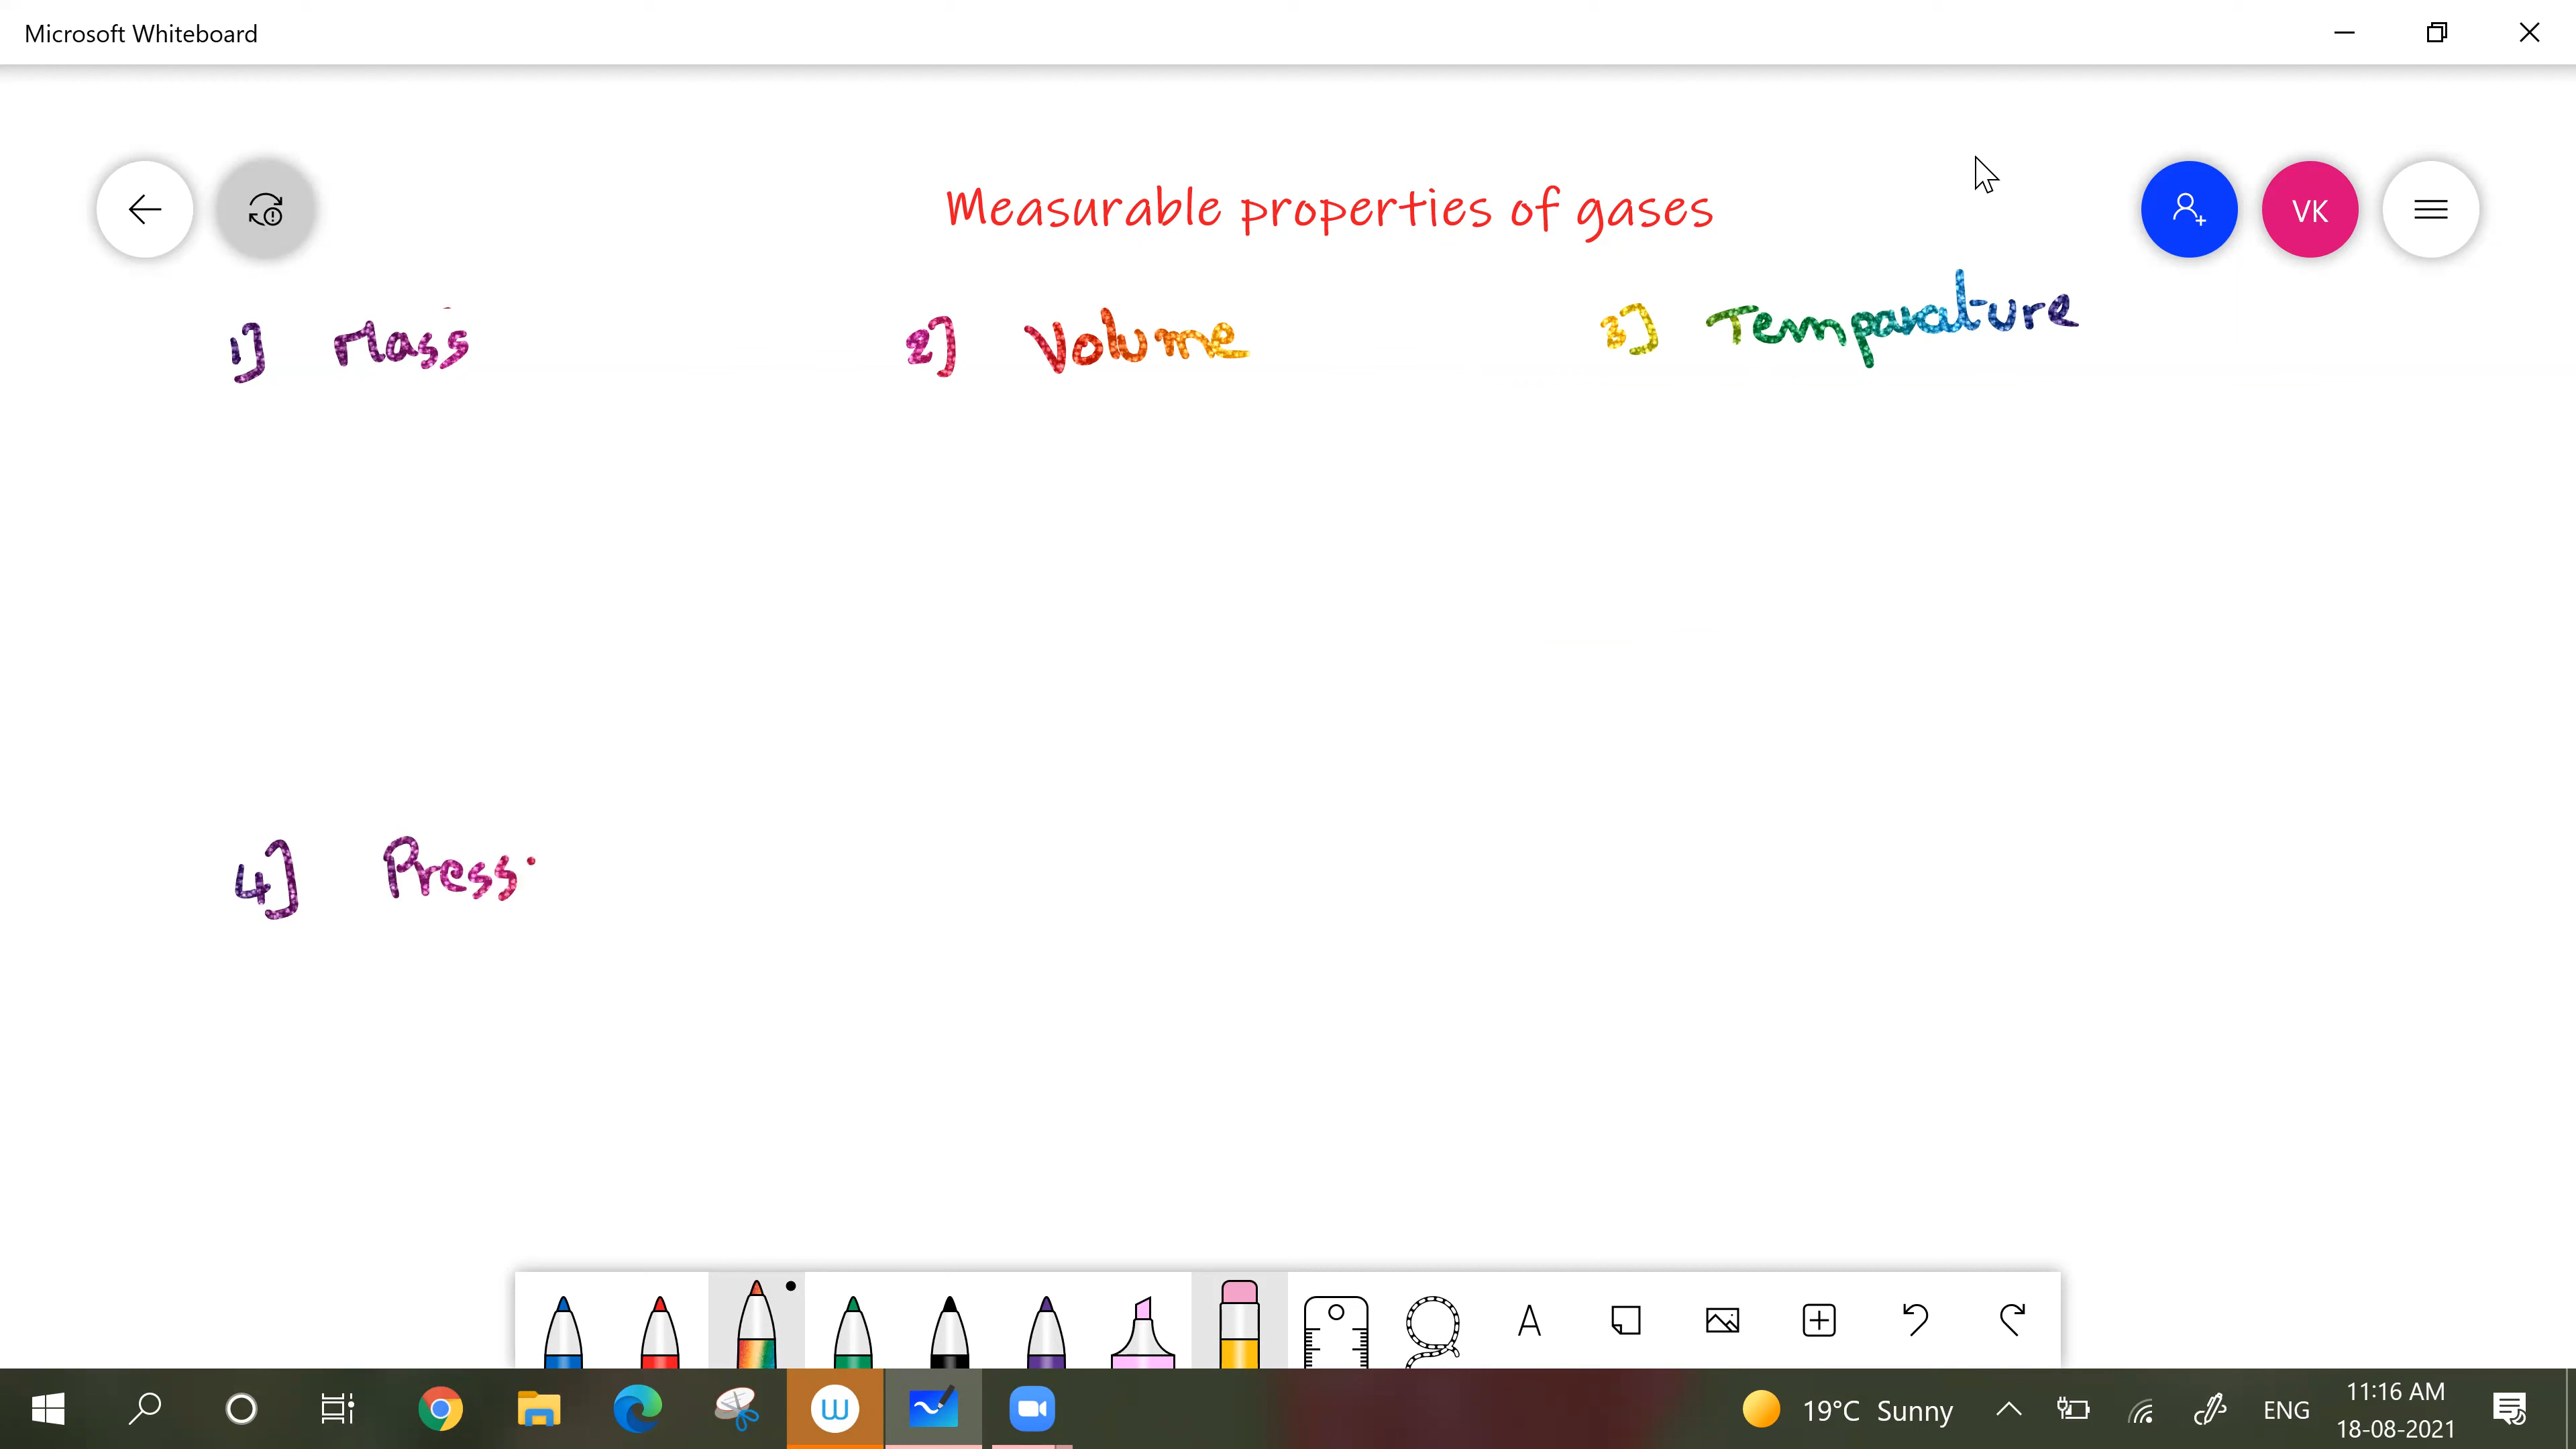 Microsoft Whiteboard
Measurable properties of gases
VK
1] Mass 2] Volume 3] Temparature
4] Press
A
19°C Sunny ENG 11:16 AM
18-08-2021